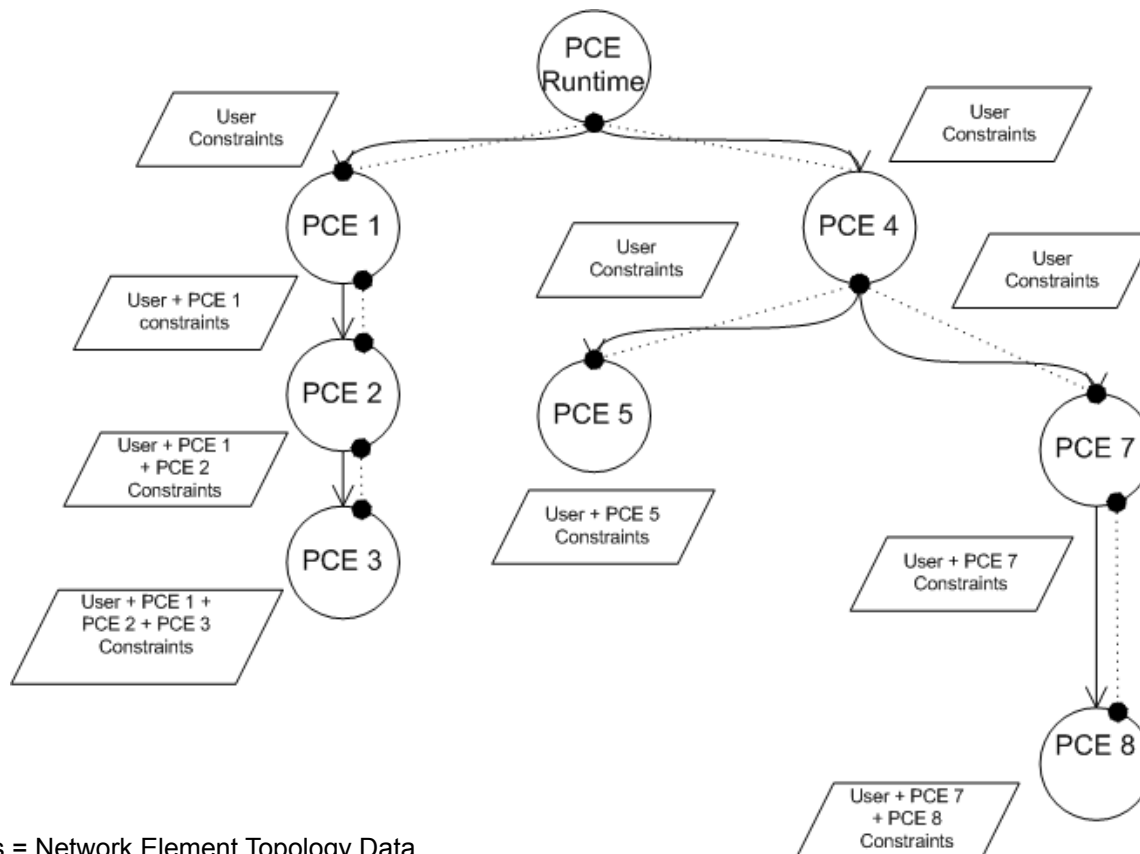 PCE
Runtime
User
Constraints
User
Constraints
PCE 1
PCE 4
User
Constraints
User
Constraints
User + PCE 1
constraints
PCE 2
PCE 5
PCE 7
User + PCE 1
+ PCE 2
Constraints
User + PCE 5
Constraints
PCE 3
User + PCE 7
Constraints
User + PCE 1 +
PCE 2 + PCE 3
Constraints
PCE 8
User + PCE 7
+ PCE 8
Constraints
= Network Element Topology Data